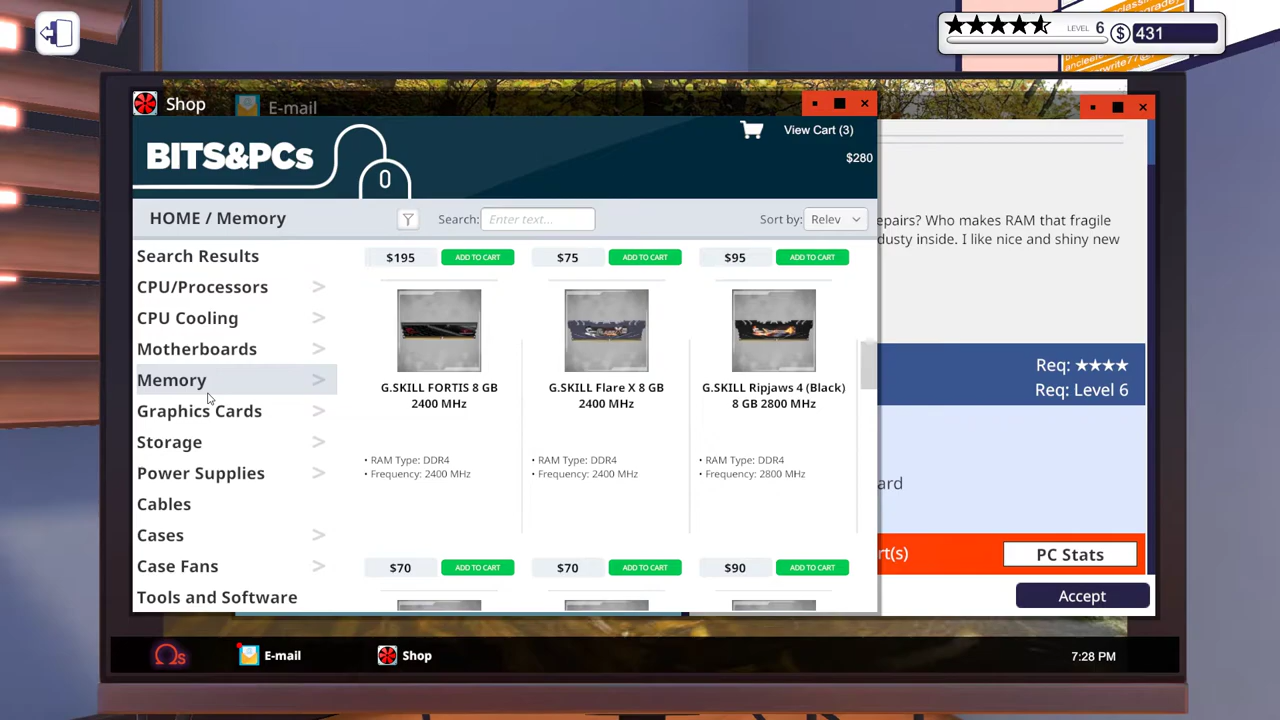 LEVEL 6
$ 431
Shop
E-mail
BITS&PCs
View Cart (3)
$280
HOME / Memory
Search:
Enter text...
Sort by:
Relev
Search Results
CPU/Processors
CPU Cooling
Motherboards
Memory
Graphics Cards
Storage
Power Supplies
Cables
Cases
Case Fans
Tools and Software
$195
ADD TO CART
$75
ADD TO CART
$95
ADD TO CART
G.SKILL FORTIS 8 GB
2400 MHz
• RAM Type: DDR4
• Frequency: 2400 MHz
$70
ADD TO CART
G.SKILL Flare X 8 GB
2400 MHz
• RAM Type: DDR4
• Frequency: 2400 MHz
$70
ADD TO CART
G.SKILL Ripjaws 4 (Black)
8 GB 2800 MHz
• RAM Type: DDR4
• Frequency: 2800 MHz
$90
ADD TO CART
epairs? Who makes RAM that fragile
dusty inside. I like nice and shiny new
Req: ★★★★
Req: Level 6
ard
rt(s)
PC Stats
Accept
Ωs
E-mail
Shop
7:28 PM